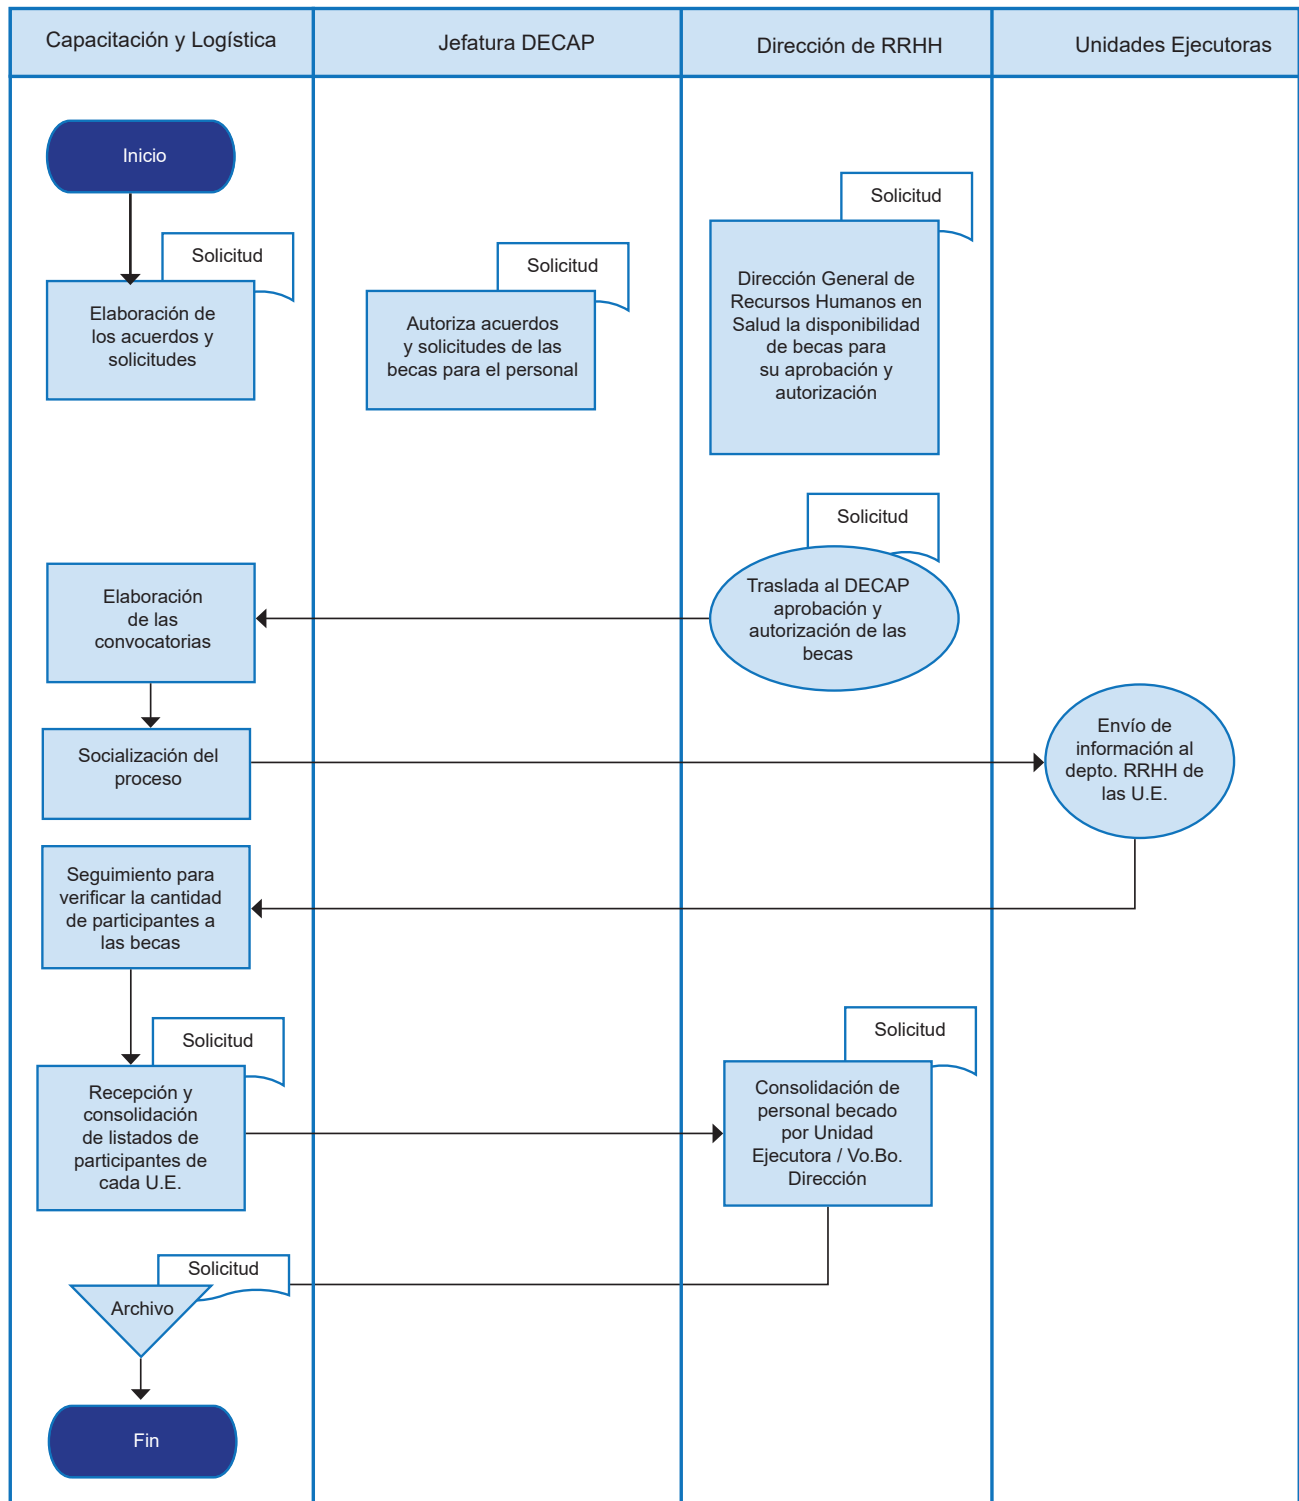 Capacitación y Logística
Jefatura DECAP
Dirección de RRHH
Unidades Ejecutoras
Inicio
Solicitud
Elaboración de
los acuerdos y
solicitudes
Solicitud
Autoriza acuerdos
y solicitudes de las
becas para el personal
Solicitud
Dirección General de
Recursos Humanos en
Salud la disponibilidad
de becas para
su aprobación y
autorización
Solicitud
Traslada al DECAP
aprobación y
autorización de las
becas
Elaboración
de las
convocatorias
Socialización del
proceso
Envío de
información al
depto. RRHH de
las U.E.
Seguimiento para
verificar la cantidad
de participantes a
las becas
Solicitud
Recepción y
consolidación
de listados de
participantes de
cada U.E.
Solicitud
Consolidación de
personal becado
por Unidad
Ejecutora / Vo.Bo.
Dirección
Solicitud
Archivo
Fin